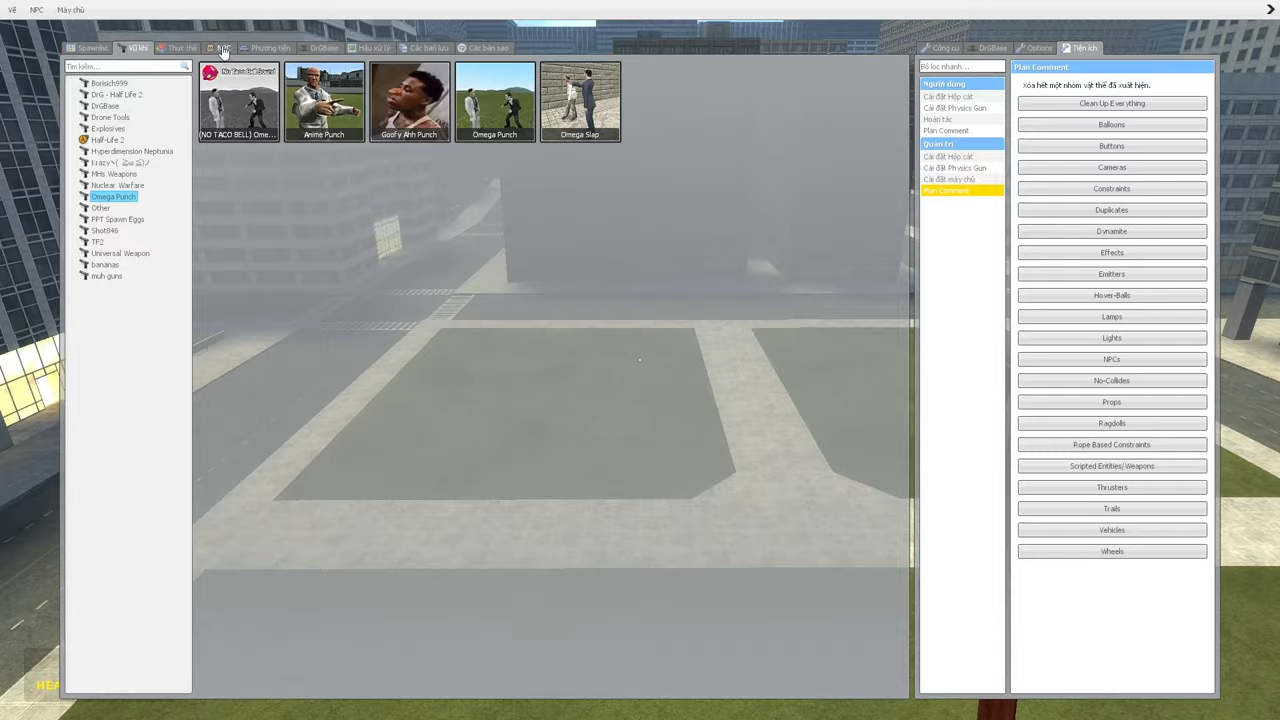 Vẽ NPC Máy chủ
Spawnlist Vũ khí Thực thể NPC Phương tiện DrGBase Hậu xử lý Các bản lưu Các bản sao
Công cụ DrGBase Options Tiện ích
Tìm kiếm...
Borisich999
DrG - Half Life 2
DrGBase
Drone Tools
Explosives
Half-Life 2
Hyperdimension Neptunia
MHs Weapons
Nuclear Warfare
Omega Punch
Other
PPT Spawn Eggs
Shot846
TF2
Universal Weapon
bananas
muh guns
No Taco Bell Sound
(NO TACO BELL) Ome...
Anime Punch
Goofy Ahh Punch
Omega Punch
Omega Slap
Bộ lọc nhanh...
Người dùng
Cài đặt Hộp cát
Cài đặt Physics Gun
Hoàn tác
Plan Comment
Quản trị
Cài đặt Hộp cát
Cài đặt Physics Gun
Cài đặt máy chủ
Plan Comment
Plan Comment
Xóa hết một nhóm vật thể đã xuất hiện.
Clean Up Everything
Balloons
Buttons
Cameras
Constraints
Duplicates
Dynamite
Effects
Emitters
Hover-Balls
Lamps
Lights
NPCs
No-Collides
Props
Ragdolls
Rope Based Constraints
Scripted Entities/Weapons
Thrusters
Trails
Vehicles
Wheels